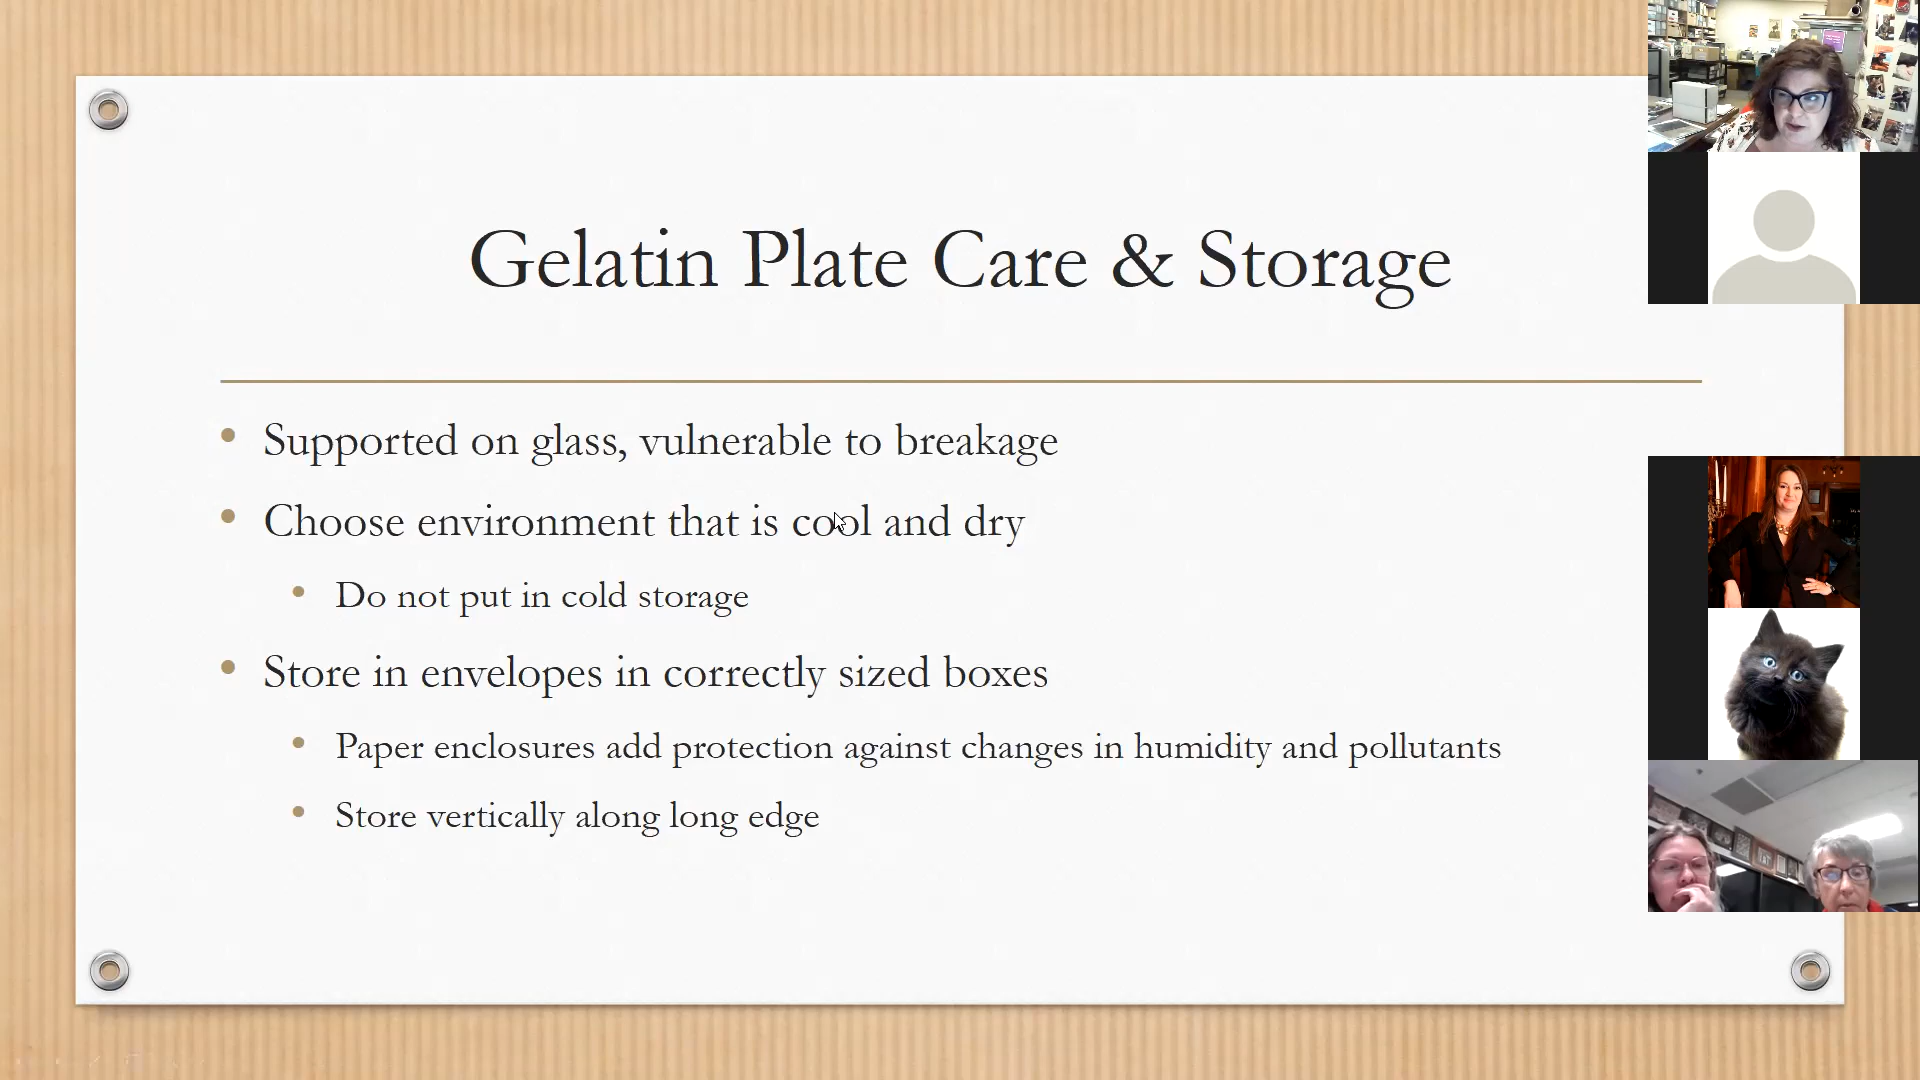 Gelatin Plate Care & Storage
Supported on glass, vulnerable to breakage
Choose environment that is cool and dry
Do not put in cold storage
Store in envelopes in correctly sized boxes
Paper enclosures add protection against changes in humidity and pollutants
Store vertically along long edge